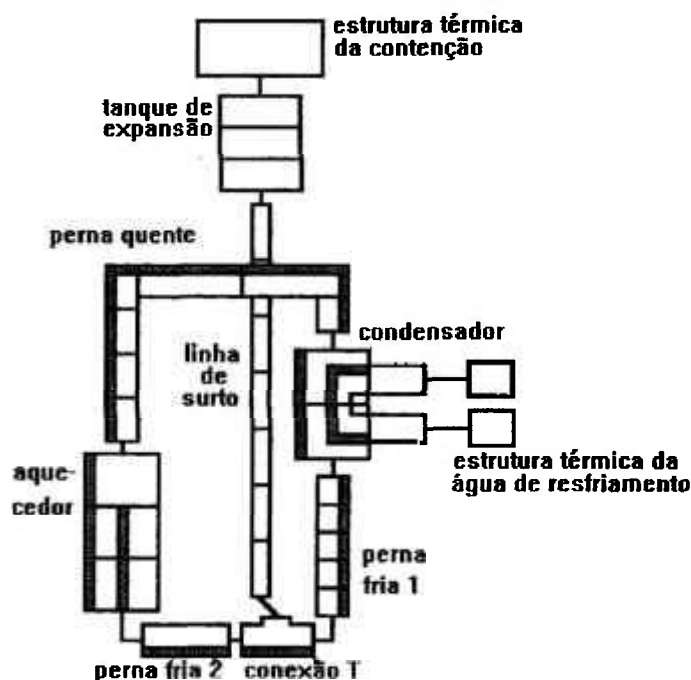 estrutura térmica
da contenção
tanque de
expansão
perna quente
condensador
linha
de
surto
estrutura térmica da
água de resfriamento
aque-
cedor
perna
fria 1
perna fria 2
conexão T